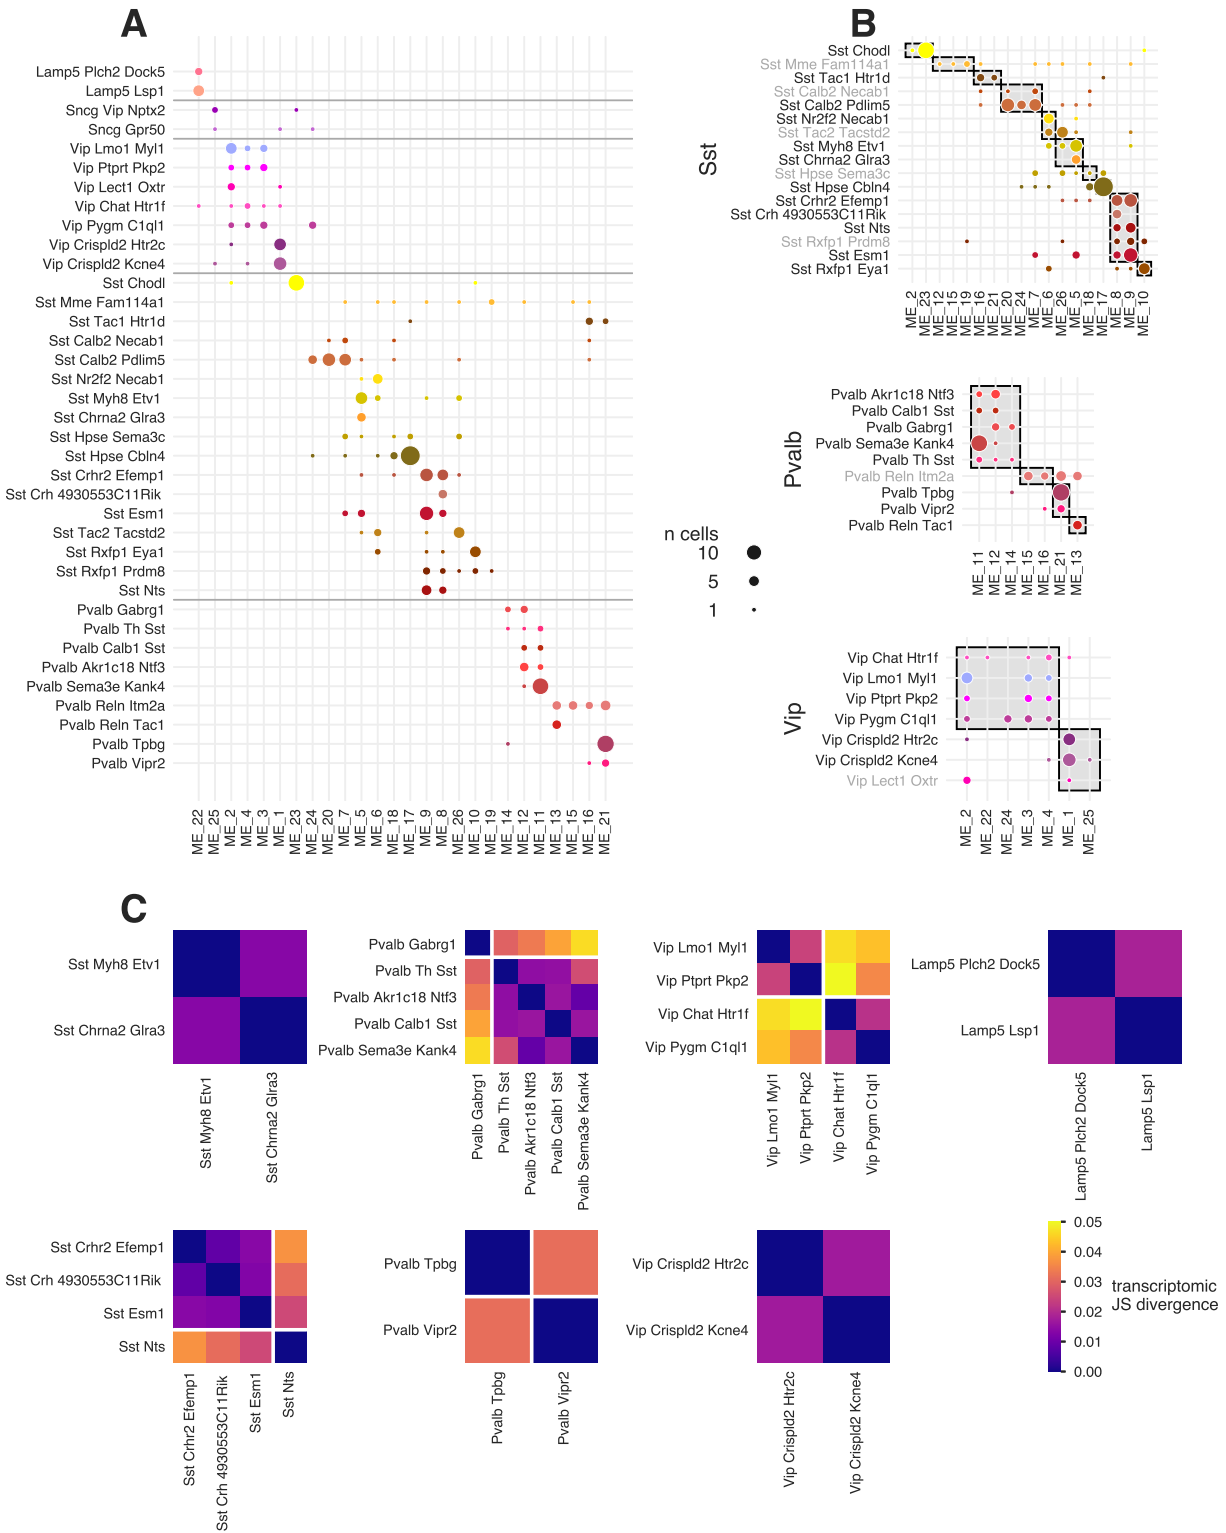 A
Lamp5 Plch2 Dock5
Lamp5 Lsp1
Sncg Vip Nptx2
Sncg Gpr50
Vip Lmo1 Myl1
Vip Ptprt Pkp2
Vip Lect1 Oxtr
Vip Chat Htr1f
Vip Pygm C1ql1
Vip Crispld2 Htr2c
Vip Crispld2 Kcne4
Sst Chodl
Sst Mme Fam114a1
Sst Tac1 Htr1d
Sst Calb2 Necab1
Sst Calb2 Pdlim5
Sst Nr2f2 Necab1
Sst Myh8 Etv1
Sst Chrna2 Glra3
Sst Hpse Sema3c
Sst Hpse Cbln4
Sst Crhr2 Efemp1
Sst Crh 4930553C11Rik
Sst Esm1
Sst Tac2 Tacstd2
Sst Rxfp1 Eya1
Sst Rxfp1 Prdm8
Sst Nts
Pvalb Gabrg1
Pvalb Th Sst
Pvalb Calb1 Sst
Pvalb Akr1c18 Ntf3
Pvalb Sema3e Kank4
Pvalb Reln Itm2a
Pvalb Reln Tac1
Pvalb Tpbg
Pvalb Vipr2
ME_22
ME_25
ME_2
ME_4
ME_3
ME_1
ME_23
ME_24
ME_20
ME_7
ME_5
ME_6
ME_18
ME_17
ME_9
ME_8
ME_26
ME_10
ME_19
ME_14
ME_12
ME_11
ME_13
ME_15
ME_16
ME_21
n cells
10
5
1
B
Sst
Sst Chodl
Sst Mme Fam114a1
Sst Tac1 Htr1d
Sst Calb2 Necab1
Sst Calb2 Pdlim5
Sst Nr2f2 Necab1
Sst Tac2 Tacstd2
Sst Myh8 Etv1
Sst Chrna2 Glra3
Sst Hpse Sema3c
Sst Hpse Cbln4
Sst Crhr2 Efemp1
Sst Crh 4930553C11Rik
Sst Nts
Sst Rxfp1 Prdm8
Sst Esm1
Sst Rxfp1 Eya1
ME_2
ME_23
ME_12
ME_15
ME_19
ME_16
ME_21
ME_20
ME_24
ME_7
ME_6
ME_26
ME_5
ME_18
ME_17
ME_8
ME_9
ME_10
Pvalb
Pvalb Akr1c18 Ntf3
Pvalb Calb1 Sst
Pvalb Gabrg1
Pvalb Sema3e Kank4
Pvalb Th Sst
Pvalb Reln Itm2a
Pvalb Tpbg
Pvalb Vipr2
Pvalb Reln Tac1
ME_11
ME_12
ME_14
ME_15
ME_16
ME_21
ME_13
Vip
Vip Chat Htr1f
Vip Lmo1 Myl1
Vip Ptprt Pkp2
Vip Pygm C1ql1
Vip Crispld2 Htr2c
Vip Crispld2 Kcne4
Vip Lect1 Oxtr
ME_2
ME_22
ME_24
ME_3
ME_4
ME_1
ME_25
C
Sst Myh8 Etv1
Sst Chrna2 Glra3
Sst Myh8 Etv1
Sst Chrna2 Glra3
Pvalb Gabrg1
Pvalb Th Sst
Pvalb Akr1c18 Ntf3
Pvalb Calb1 Sst
Pvalb Sema3e Kank4
Pvalb Gabrg1
Pvalb Th Sst
Pvalb Akr1c18 Ntf3
Pvalb Calb1 Sst
Pvalb Sema3e Kank4
Vip Lmo1 Myl1
Vip Ptprt Pkp2
Vip Chat Htr1f
Vip Pygm C1ql1
Vip Lmo1 Myl1
Vip Ptprt Pkp2
Vip Chat Htr1f
Vip Pygm C1ql1
Lamp5 Plch2 Dock5
Lamp5 Lsp1
Lamp5 Plch2 Dock5
Lamp5 Lsp1
Sst Crhr2 Efemp1
Sst Crh 4930553C11Rik
Sst Esm1
Sst Nts
Sst Crhr2 Efemp1
Sst Crh 4930553C11Rik
Sst Esm1
Sst Nts
Pvalb Tpbg
Pvalb Vipr2
Pvalb Tpbg
Pvalb Vipr2
Vip Crispld2 Htr2c
Vip Crispld2 Kcne4
Vip Crispld2 Htr2c
Vip Crispld2 Kcne4
0.05
0.04
0.03
0.02
0.01
0.00
transcriptomic
JS divergence